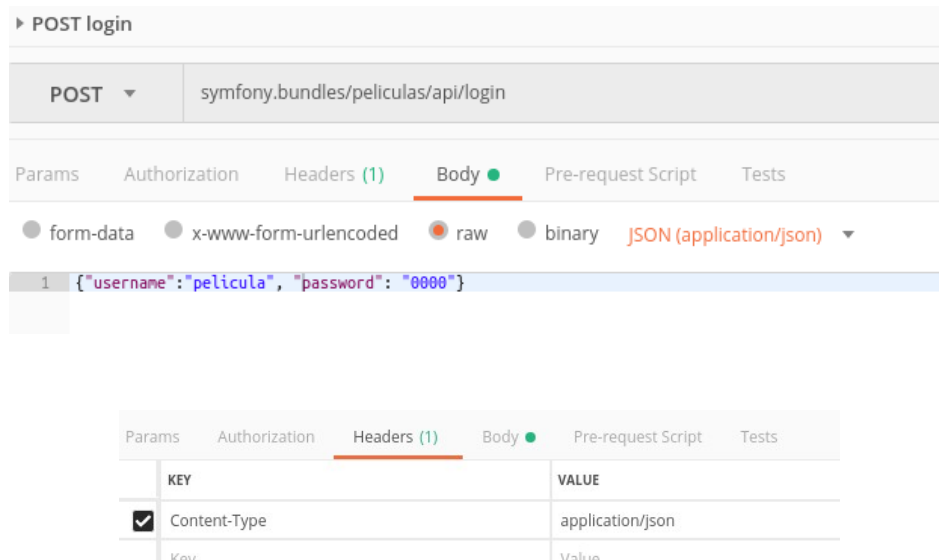 POST login
POST symfony.bundles/peliculas/api/login
Params Authorization Headers (1) Body Pre-request Script Tests
form-data x-www-form-urlencoded raw binary JSON (application/json)
1 {"username":"pelicula", "password": "0000"}
Params Authorization Headers (1) Body Pre-request Script Tests
KEY VALUE
Content-Type application/json
Key Value